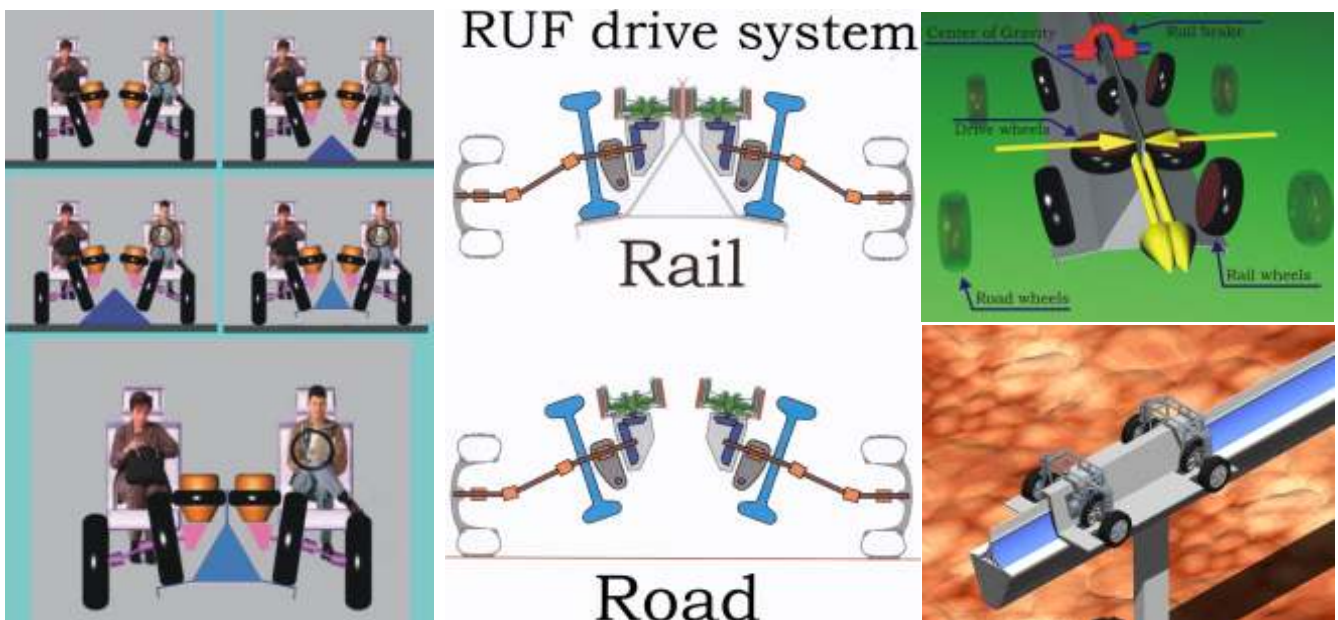 RUF drive system
Rail
Road
Center of Gravity
Rail brake
Drive wheels
Rail wheels
Road wheels